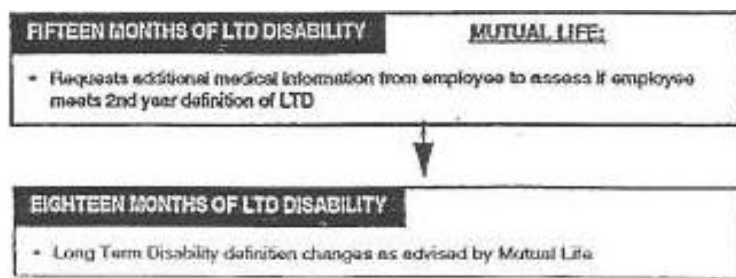 FIFTEEN MONTHS OF LTD DISABILITY MUTUAL LIFE:
• Requests additional medical information from employee to assess if employee
meets 2nd year definition of LTD
EIGHTEEN MONTHS OF LTD DISABILITY
• Long Term Disability definition changes as advised by Mutual Life